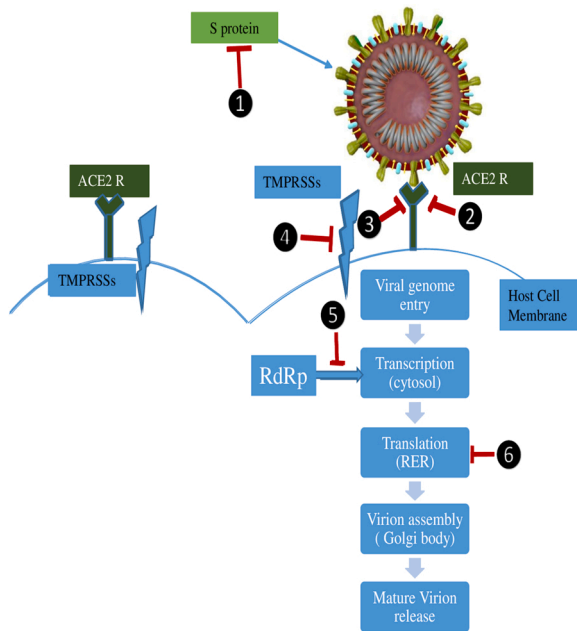 S protein
1
ACE2 R
TMPRSSs
TMPRSSs
ACE2 R
4
3
2
Viral genome
entry
Host Cell
Membrane
5
RdRp
Transcription
(cytosol)
Translation
(RER)
6
Virion assembly
( Golgi body)
Mature Virion
release